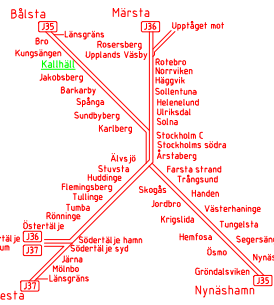 Bålsta
Märsta
J35
J36
Upptåget mot
Länsgräns
Bro
Kungsängen
Kallhäll
Jakobsberg
Barkarby
Spånga
Sundbyberg
Karlberg
Rosersberg
Upplands Väsby
Rotebro
Norrviken
Häggvik
Sollentuna
Helenelund
Ulriksdal
Solna
Stockholm C
Stockholms södra
Årstaberg
Älvsjö
Stuvsta
Huddinge
Flemingsberg
Tullinge
Tumba
Rönninge
Östertälje
Farsta strand
Trångsund
Skogås
Handen
Jordbro
Västerhaninge
Krigslida
Tungelsta
Hemfosa
Segersäng
Ösmo
Nynäs
Gröndalsviken
J35
Nynäshamn
J36
J37
Södertälje hamn
Södertälje syd
Järna
Mölnbo
Länsgräns
J37